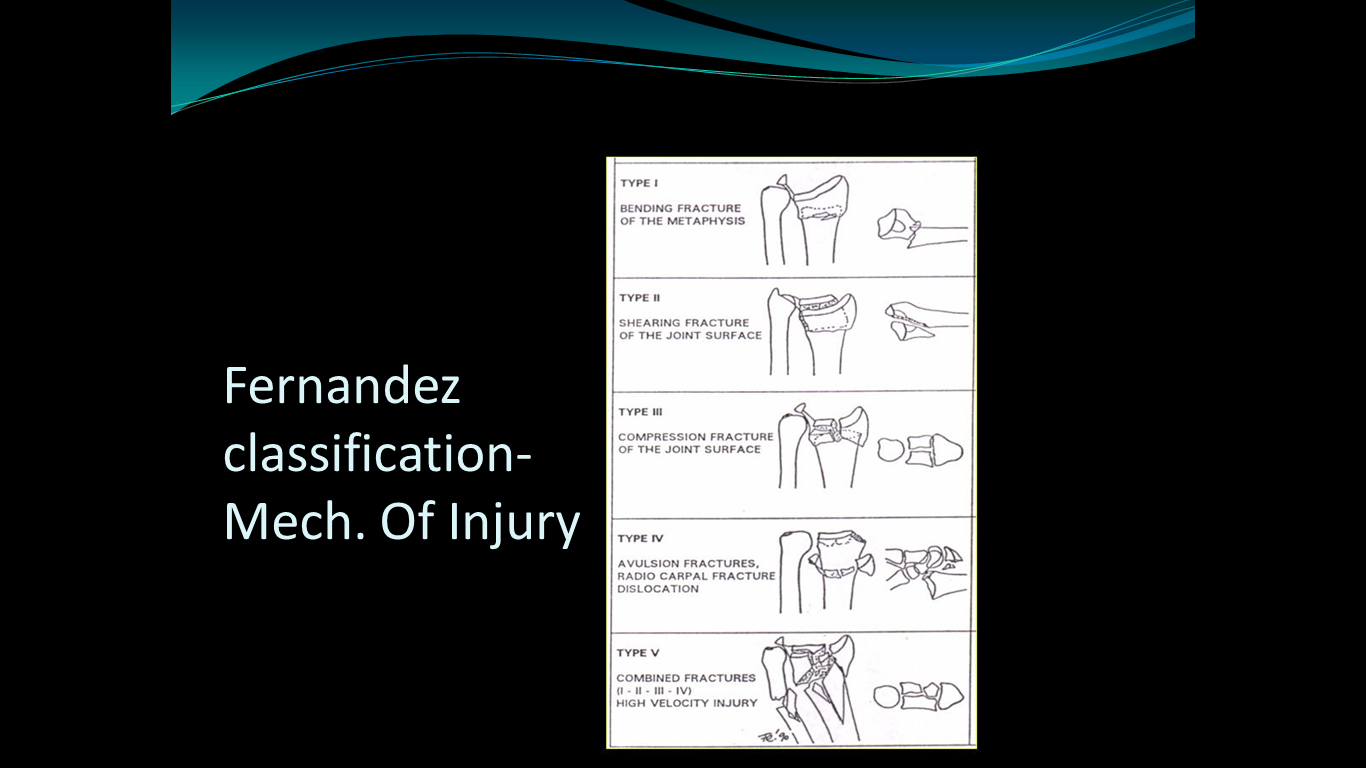 Fernandez
classification-
Mech. Of Injury
TYPE I
BENDING FRACTURE
OF THE METAPHYSIS
TYPE II
SHEARING FRACTURE
OF THE JOINT SURFACE
TYPE III
COMPRESSION FRACTURE
OF THE JOINT SURFACE
TYPE IV
AVULSION FRACTURES,
RADIO CARPAL FRACTURE
DISLOCATION
TYPE V
COMBINED FRACTURES
(I - II - III - IV)
HIGH VELOCITY INJURY